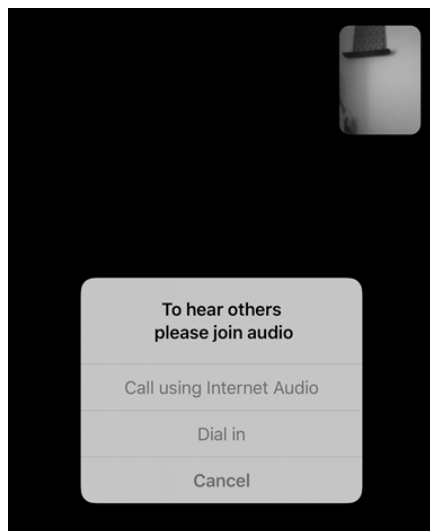 To hear others
please join audio
Call using Internet Audio
Dial in
Cancel